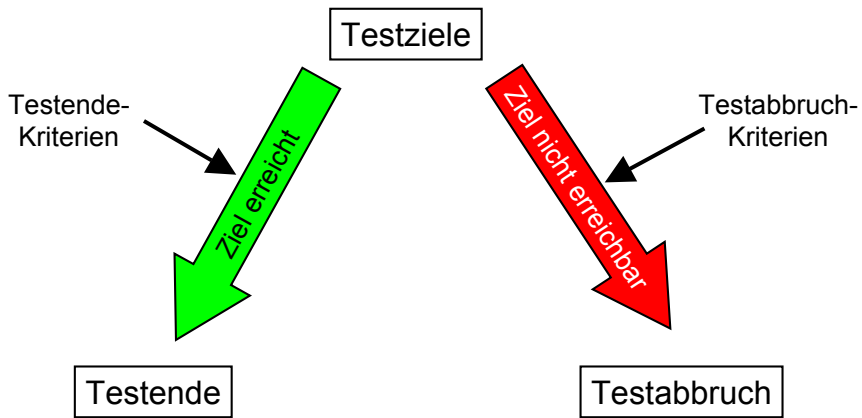 Testziele
Testende-
Kriterien
Ziel erreicht
Ziel nicht erreichbar
Testabbruch-
Kriterien
Testende
Testabbruch